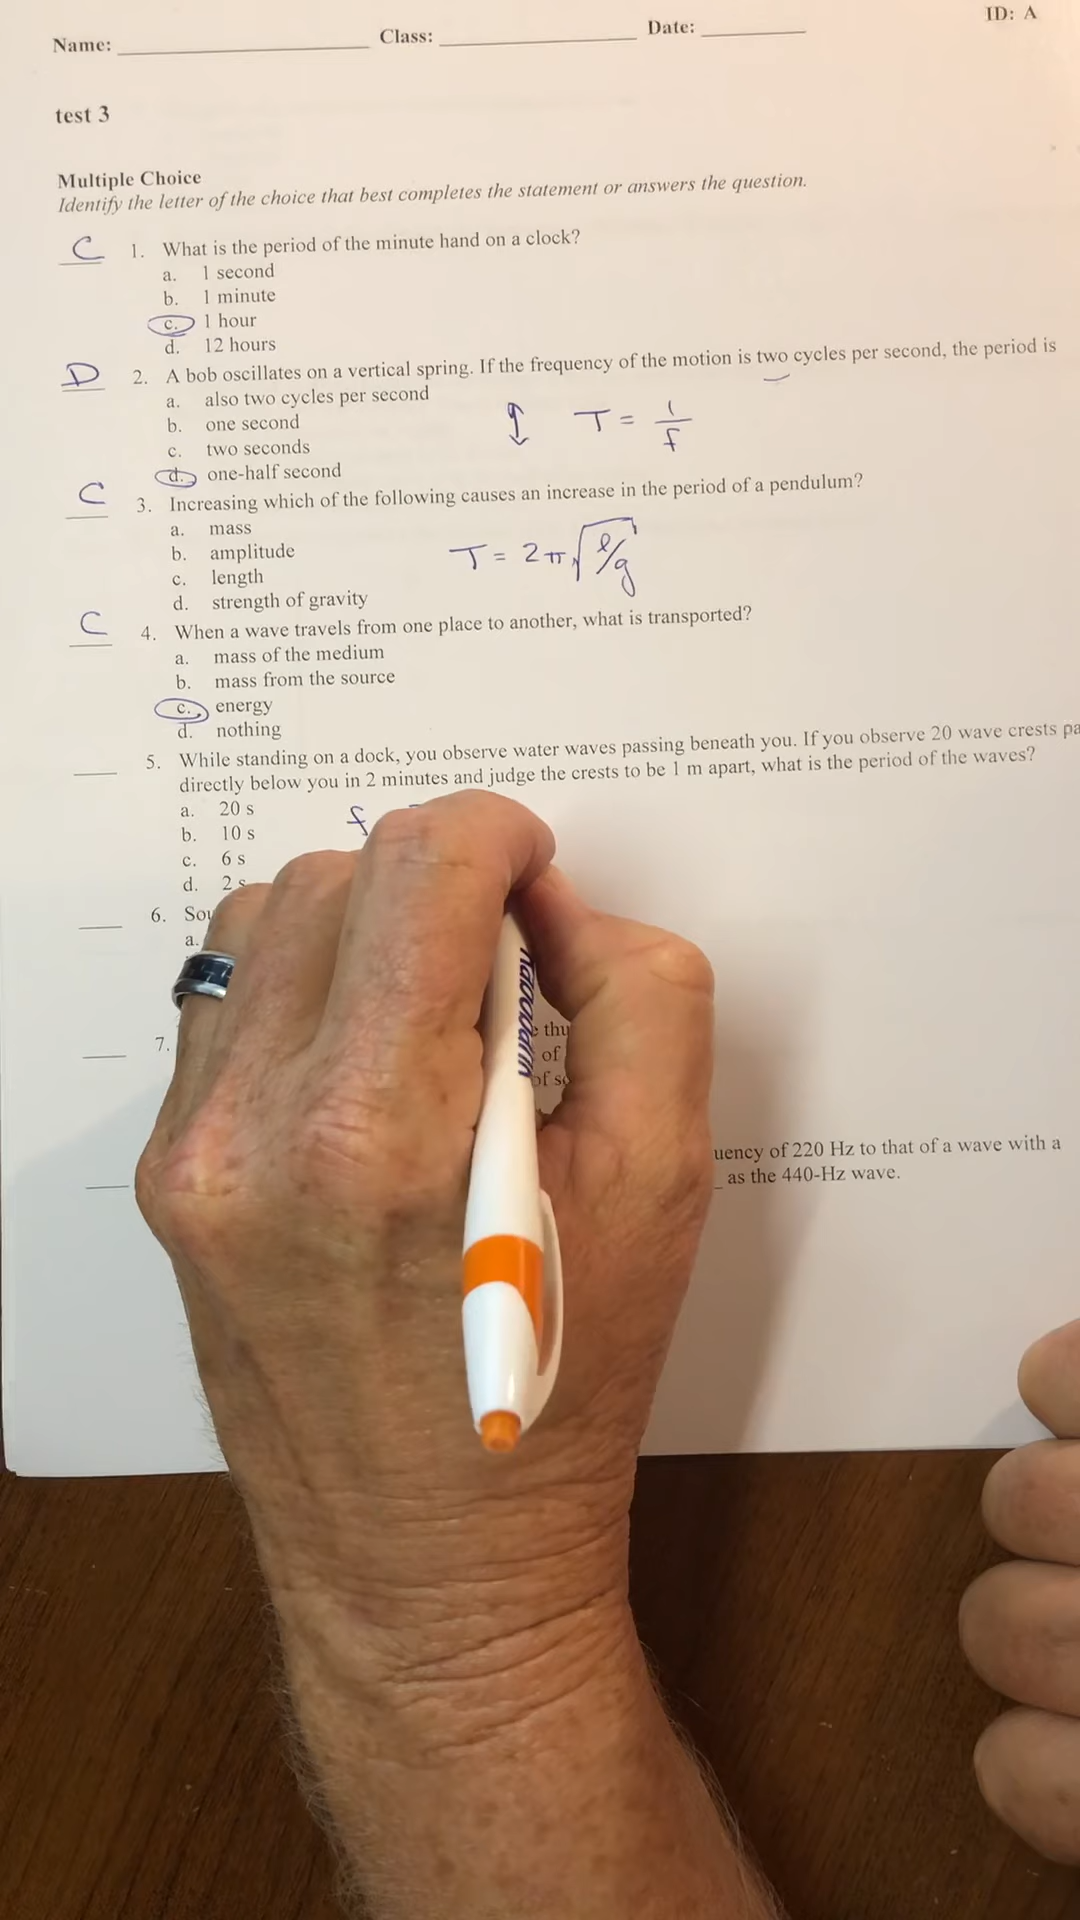 Name: Class: Date: ID: A
test 3
Multiple Choice
Identify the letter of the choice that best completes the statement or answers the question.
C 1. What is the period of the minute hand on a clock?
a. 1 second
b. 1 minute
c. 1 hour
d. 12 hours
D 2. A bob oscillates on a vertical spring. If the frequency of the motion is two cycles per second, the period is
a. also two cycles per second
b. one second
c. two seconds
d. one-half second
T = 1/f
C 3. Increasing which of the following causes an increase in the period of a pendulum?
a. mass
b. amplitude
c. length
d. strength of gravity
T = 2π√ℓ/g
C 4. When a wave travels from one place to another, what is transported?
a. mass of the medium
b. mass from the source
c. energy
d. nothing
5. While standing on a dock, you observe water waves passing beneath you. If you observe 20 wave crests
directly below you in 2 minutes and judge the crests to be 1 m apart, what is the period of the waves?
a. 20 s
b. 10 s
c. 6 s
d. 2 s
f
6.
a.
7.
of
uency of 220 Hz to that of a wave with a
as the 440-Hz wave.